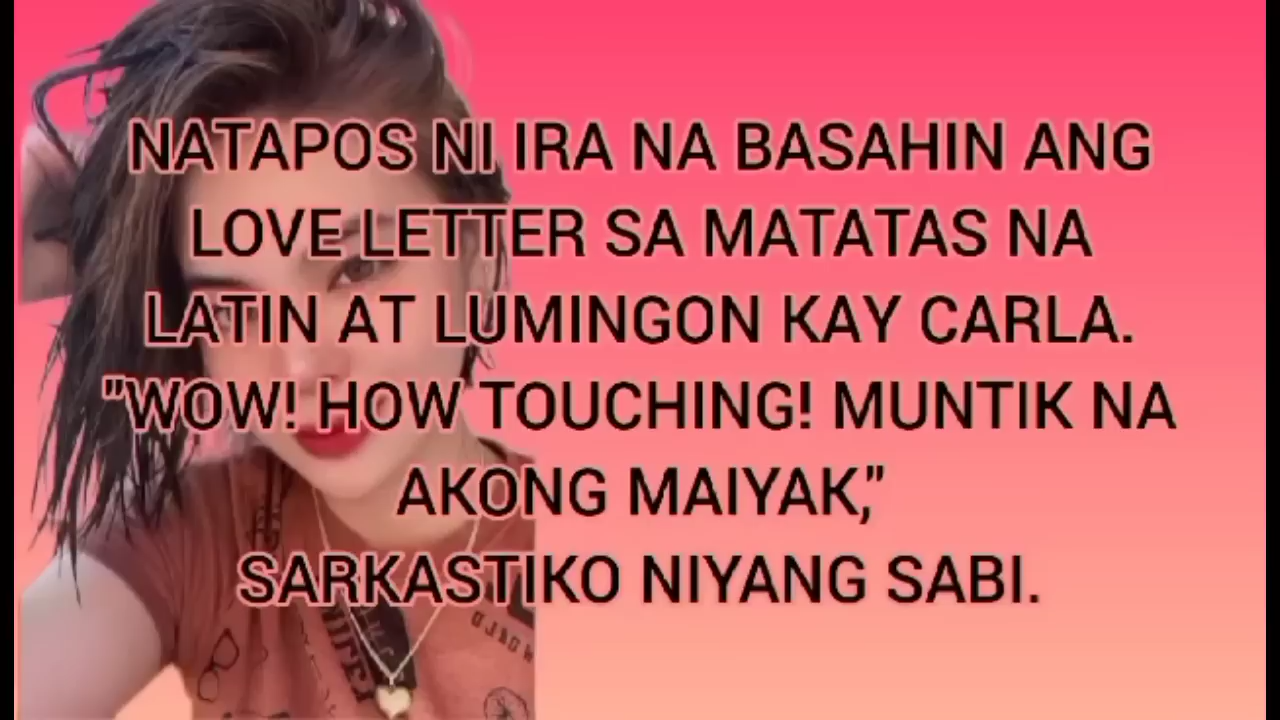 NATAPOS NI IRA NA BASAHIN ANG
LOVE LETTER SA MATATAS NA
LATIN AT LUMINGON KAY CARLA.
"WOW! HOW TOUCHING! MUNTIK NA
AKONG MAIYAK,"
SARKASTIKO NIYANG SABI.